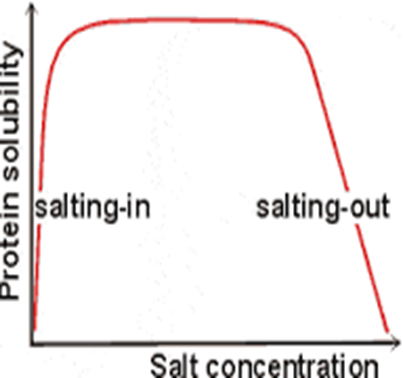 Protein solubility
salting-in
salting-out
Salt concentration